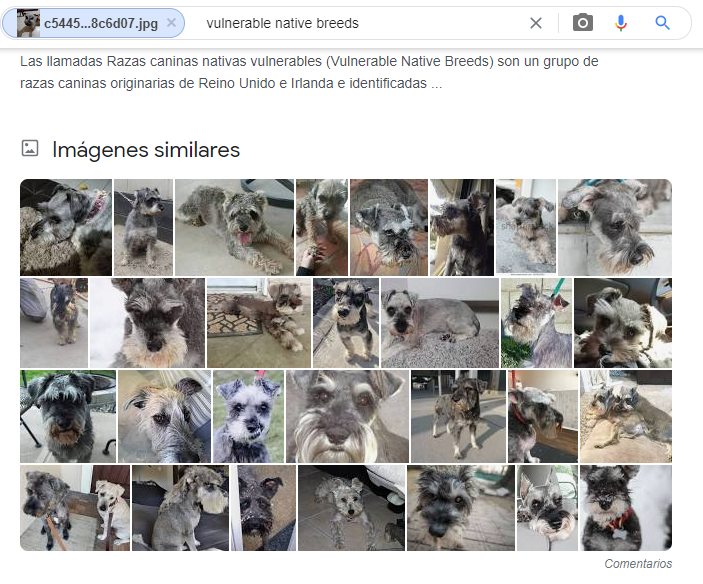 c5445...8c6d07.jpg vulnerable native breeds
Las llamadas Razas caninas nativas vulnerables (Vulnerable Native Breeds) son un grupo de
razas caninas originarias de Reino Unido e Irlanda e identificadas ...
Imágenes similares
Comentarios